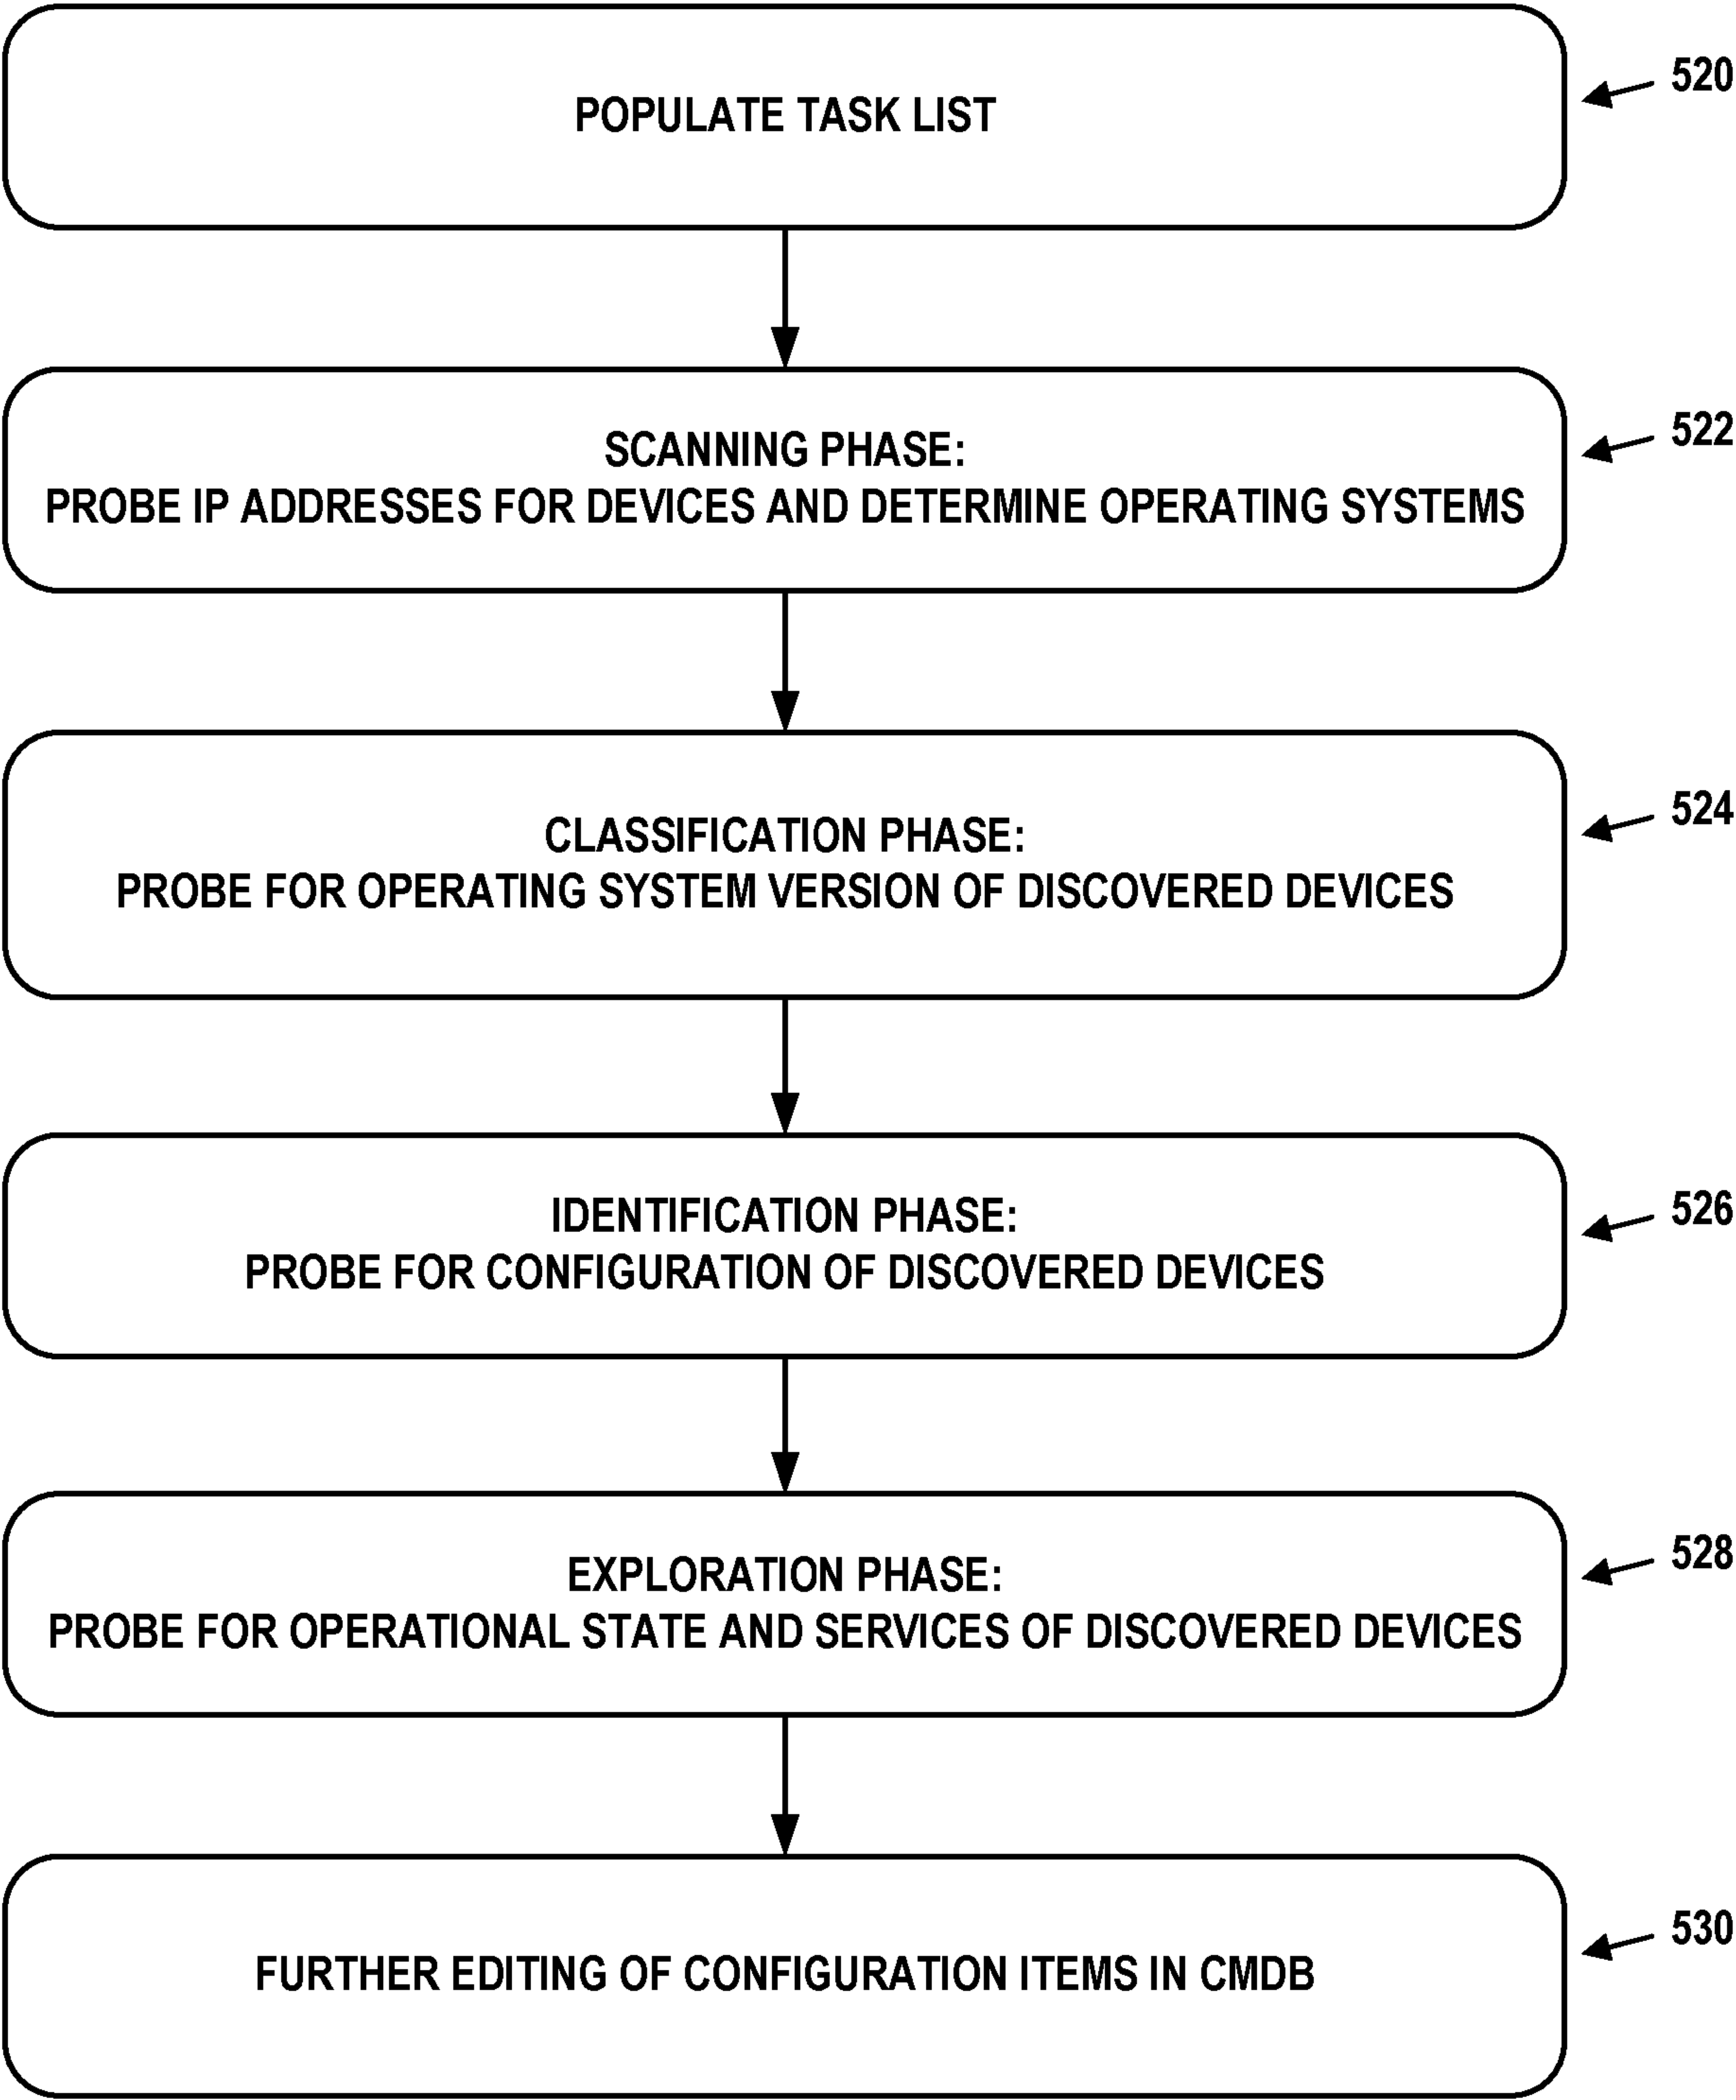 POPULATE TASK LIST
520
SCANNING PHASE:
PROBE IP ADDRESSES FOR DEVICES AND DETERMINE OPERATING SYSTEMS
522
CLASSIFICATION PHASE:
PROBE FOR OPERATING SYSTEM VERSION OF DISCOVERED DEVICES
524
IDENTIFICATION PHASE:
PROBE FOR CONFIGURATION OF DISCOVERED DEVICES
526
EXPLORATION PHASE:
PROBE FOR OPERATIONAL STATE AND SERVICES OF DISCOVERED DEVICES
528
FURTHER EDITING OF CONFIGURATION ITEMS IN CMDB
530